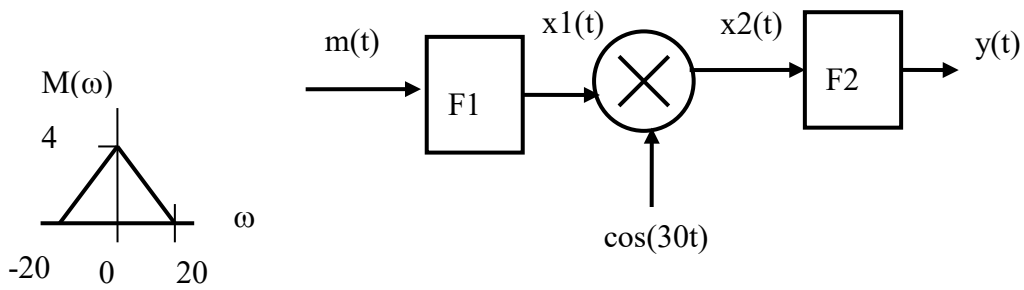 m(t)
x1(t)
x2(t)
y(t)
F1
F2
cos(30t)
M(ω)
4
ω
-20
0
20